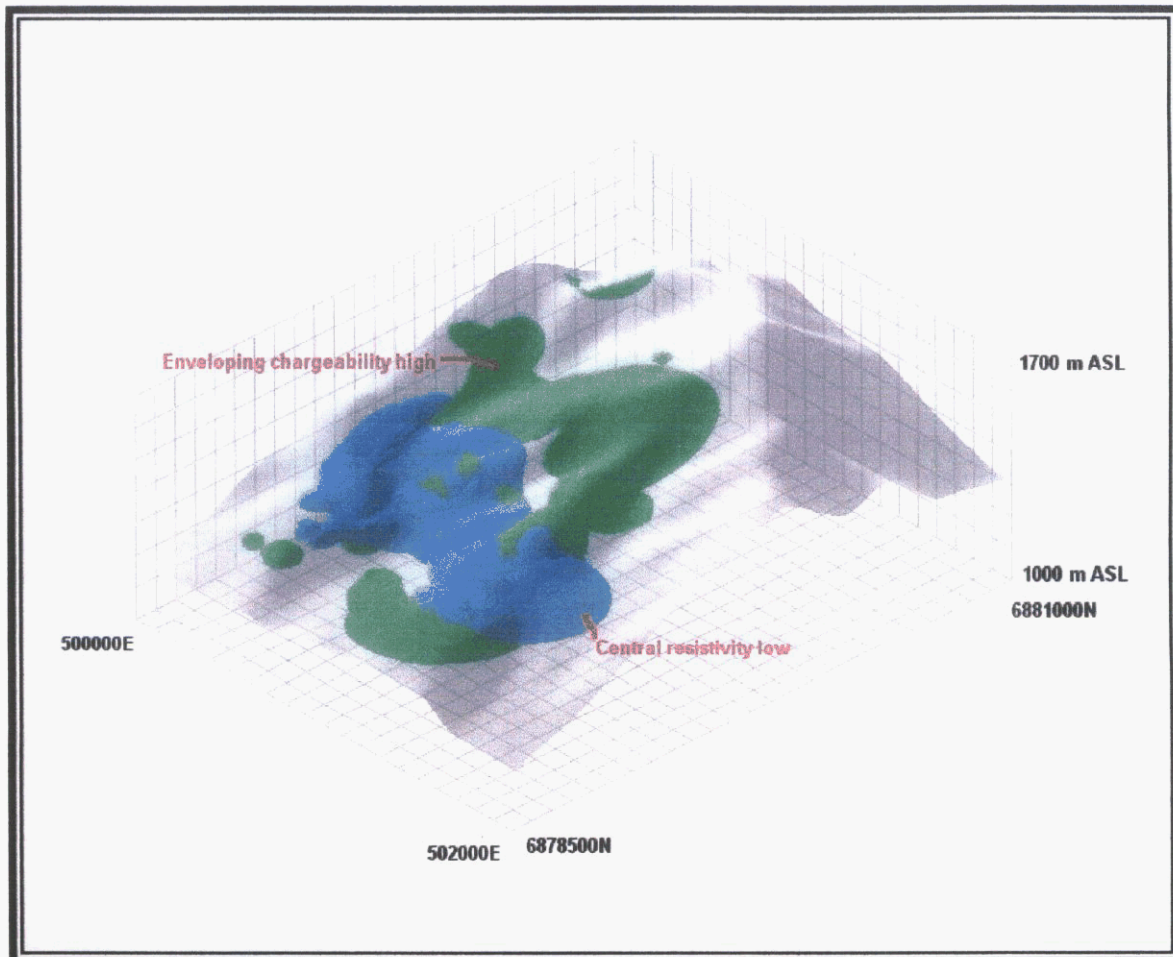 Enveloping chargeability high
1700 m ASL
1000 m ASL
6881000N
500000E
Central resistivity low
502000E
6878500N